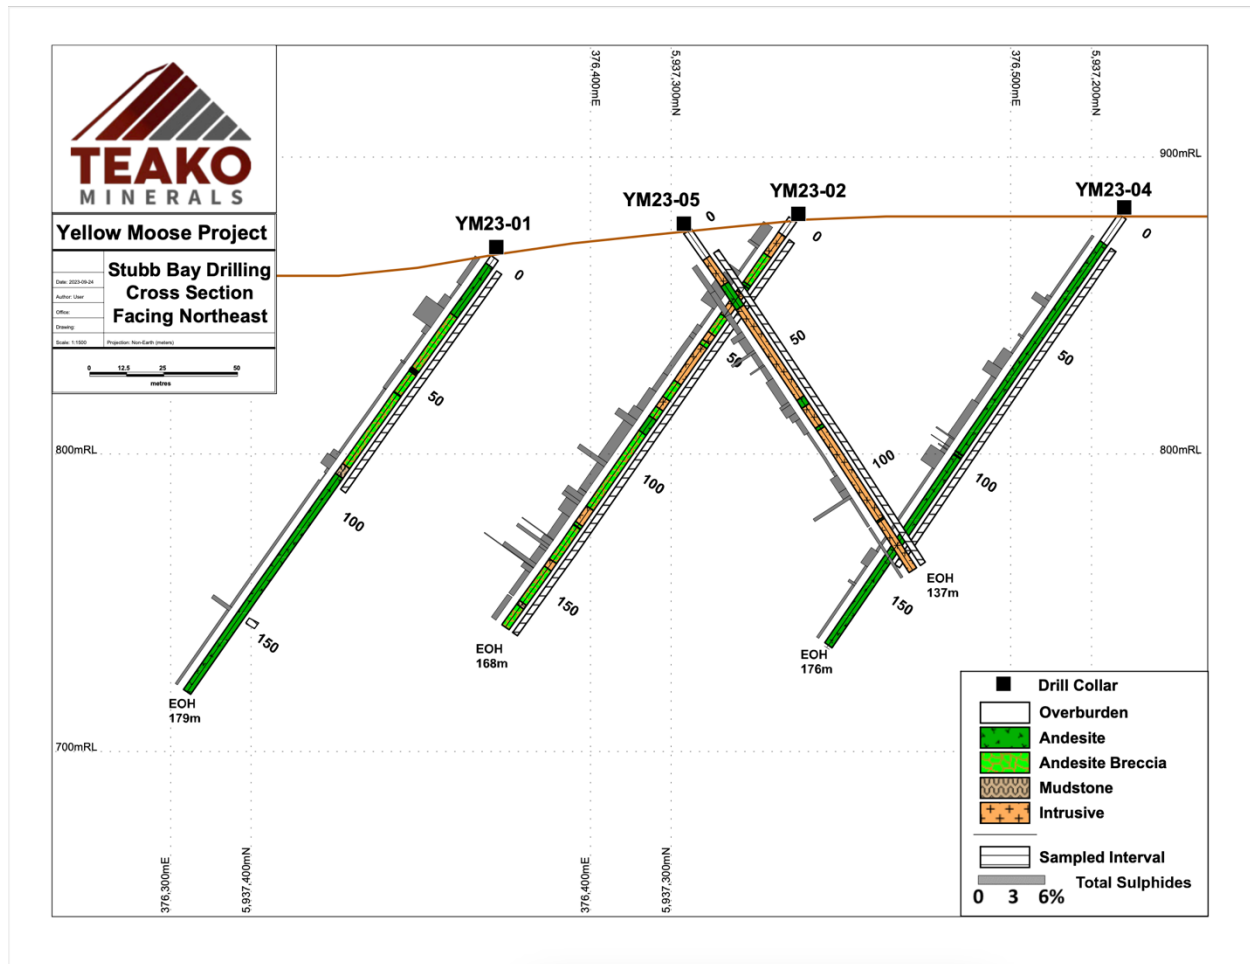 TEAKO
MINERALS
Yellow Moose Project
Stubb Bay Drilling
Cross Section
Facing Northeast
Date: 2023-09-24
Author: User
Office:
Drawing:
Scale: 1:1500
Projection: Non-Earth (meters)
0 12.5 25 50
metres
376,400mE
5,937,300mN
376,500mE
5,937,200mN
900mRL
YM23-01
YM23-05
YM23-02
YM23-04
0
0
0
0
50
50
50
50
800mRL
800mRL
100
100
100
100
150
150
150
EOH
179m
EOH
168m
EOH
137m
EOH
176m
700mRL
376,300mE
5,937,400mN
376,400mE
5,937,300mN
Drill Collar
Overburden
Andesite
Andesite Breccia
Mudstone
Intrusive
Sampled Interval
Total Sulphides
0 3 6%